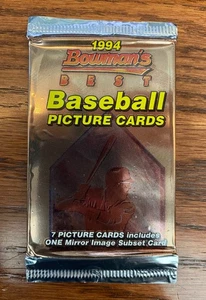 1994
Bowman's
BEST
Baseball
PICTURE CARDS
7 PICTURE CARDS includes
ONE Mirror Image Subset Card